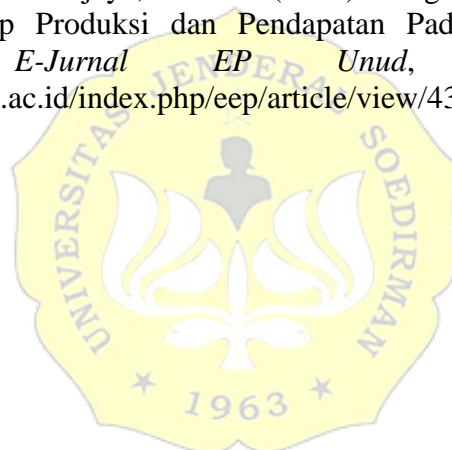 p Produksi dan Pendapatan Pad
E-Jurnal EP Unud,
.ac.id/index.php/eep/article/view/43
UNIVERSITAS JENDERAL SOEDIRMAN
* 1963 *